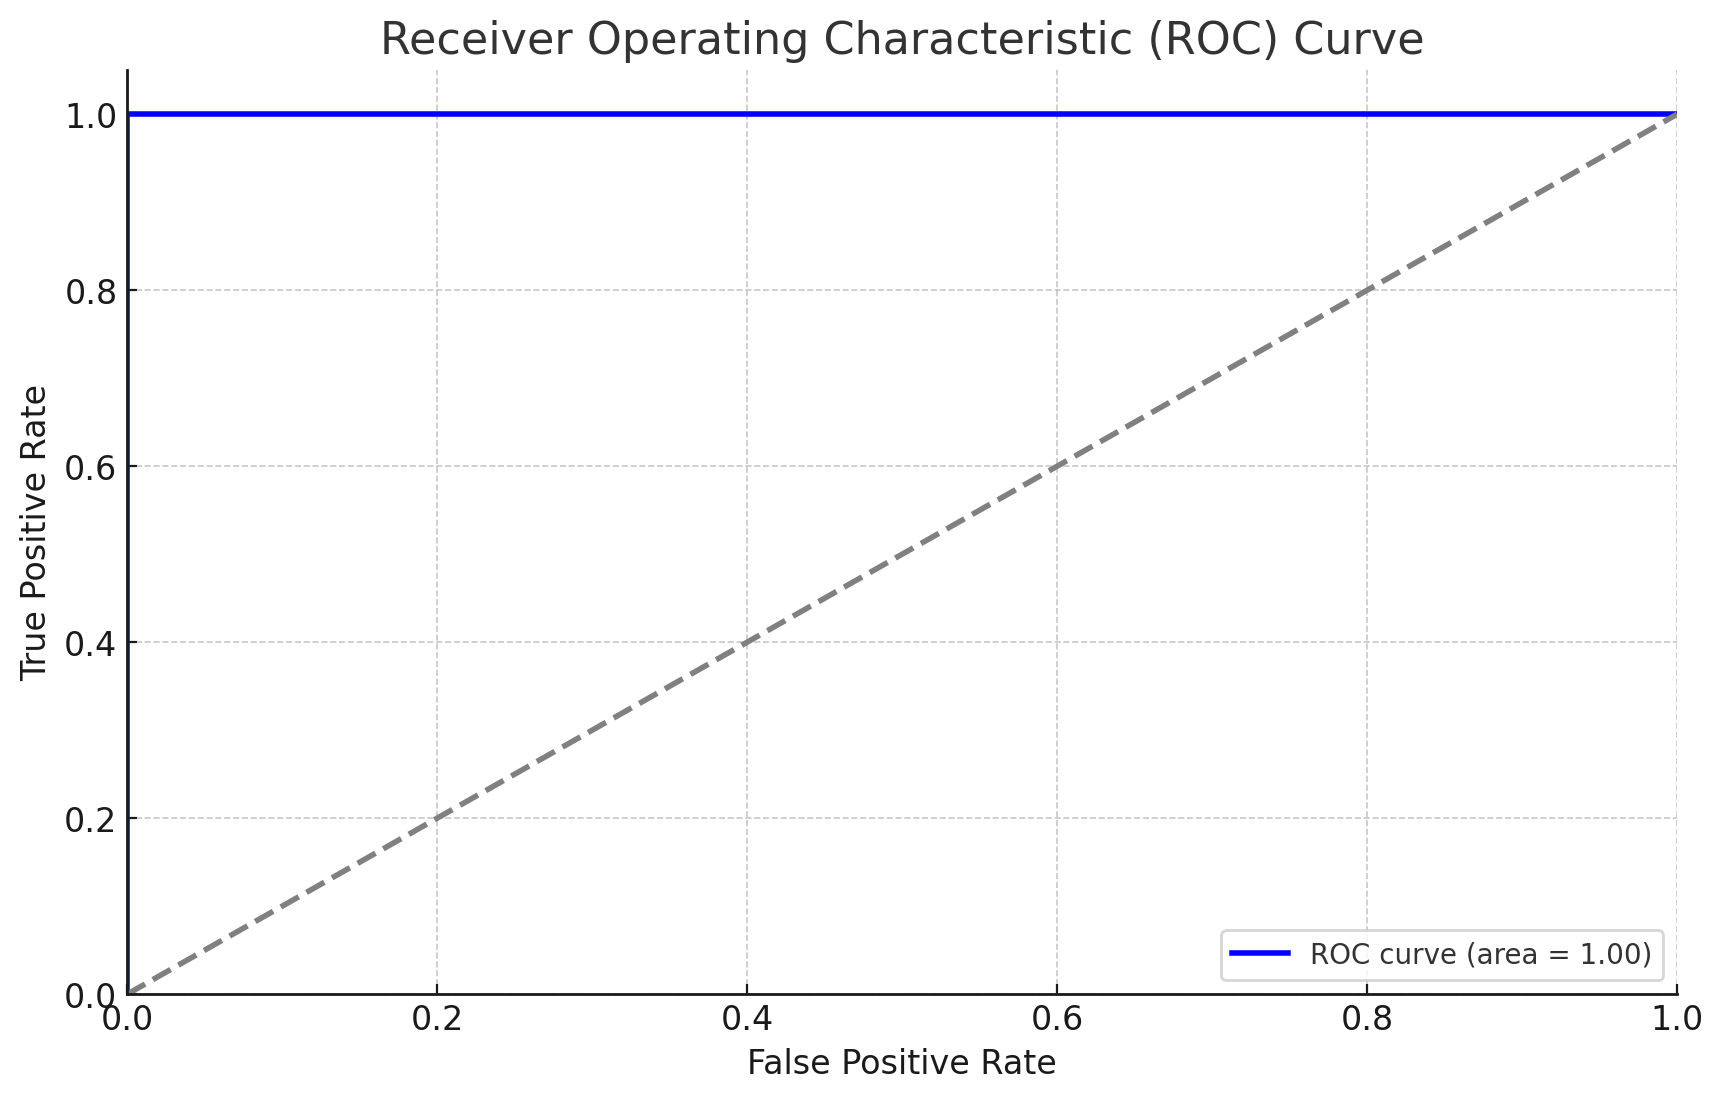 Receiver Operating Characteristic (ROC) Curve
1.0
0.8
0.6
0.4
0.2
0.0
True Positive Rate
ROC curve (area = 1.00)
0.0 0.2 0.4 0.6 0.8 1.0
False Positive Rate